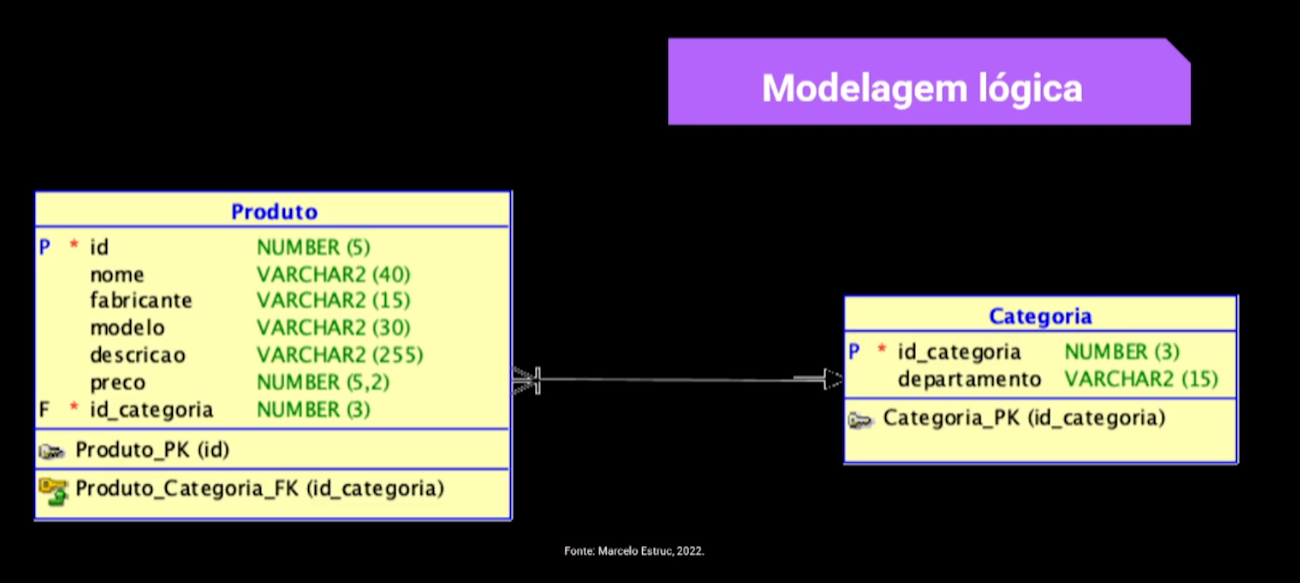 Modelagem lógica
Produto
P * id NUMBER (5)
nome VARCHAR2 (40)
fabricante VARCHAR2 (15)
modelo VARCHAR2 (30)
descricao VARCHAR2 (255)
preco NUMBER (5,2)
F * id_categoria NUMBER (3)
Produto_PK (id)
Produto_Categoria_FK (id_categoria)
Categoria
P * id_categoria NUMBER (3)
departamento VARCHAR2 (15)
Categoria_PK (id_categoria)
Fonte: Marcelo Estruc, 2022.